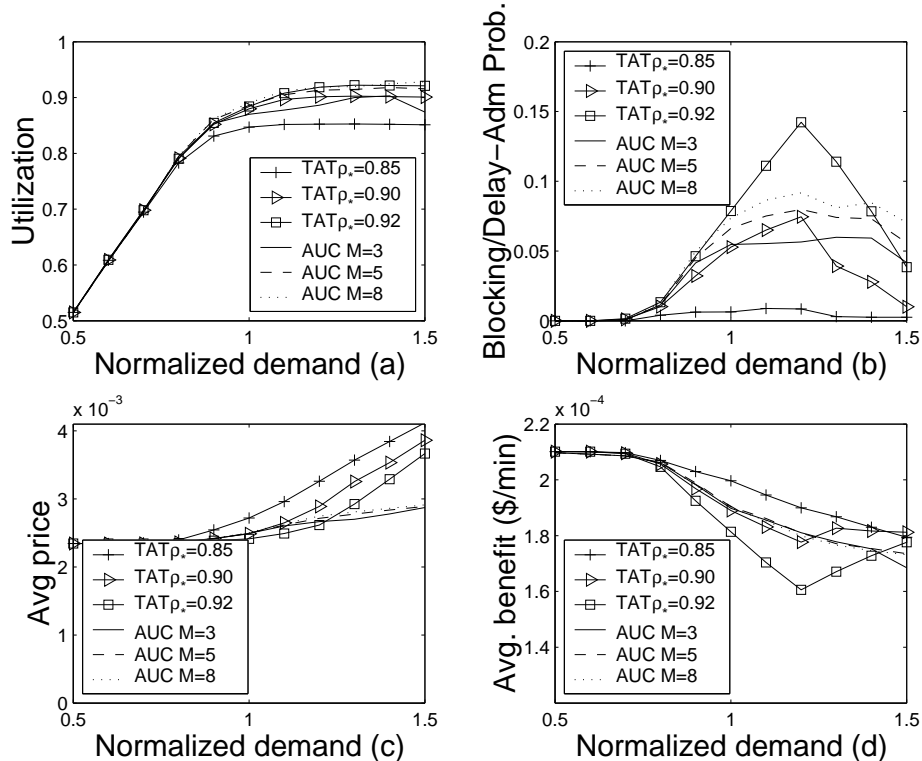 1
0.9
0.8
0.7
0.6
0.5
0.5
1
1.5
Utilization
Normalized demand (a)
TATρ*=0.85
TATρ*=0.90
TATρ*=0.92
AUC M=3
AUC M=5
AUC M=8
0.2
0.15
0.1
0.05
0
0.5
1
1.5
Blocking/Delay−Adm Prob.
Normalized demand (b)
TATρ*=0.85
TATρ*=0.90
TATρ*=0.92
AUC M=3
AUC M=5
AUC M=8
x 10⁻³
4
3
2
0
0.5
1
1.5
Avg price
Normalized demand (c)
TATρ*=0.85
TATρ*=0.90
TATρ*=0.92
AUC M=3
AUC M=5
AUC M=8
x 10⁻⁴
2.2
2
1.8
1.6
1.4
0.5
1
1.5
Avg. benefit ($/min)
Normalized demand (d)
TATρ*=0.85
TATρ*=0.90
TATρ*=0.92
AUC M=3
AUC M=5
AUC M=8